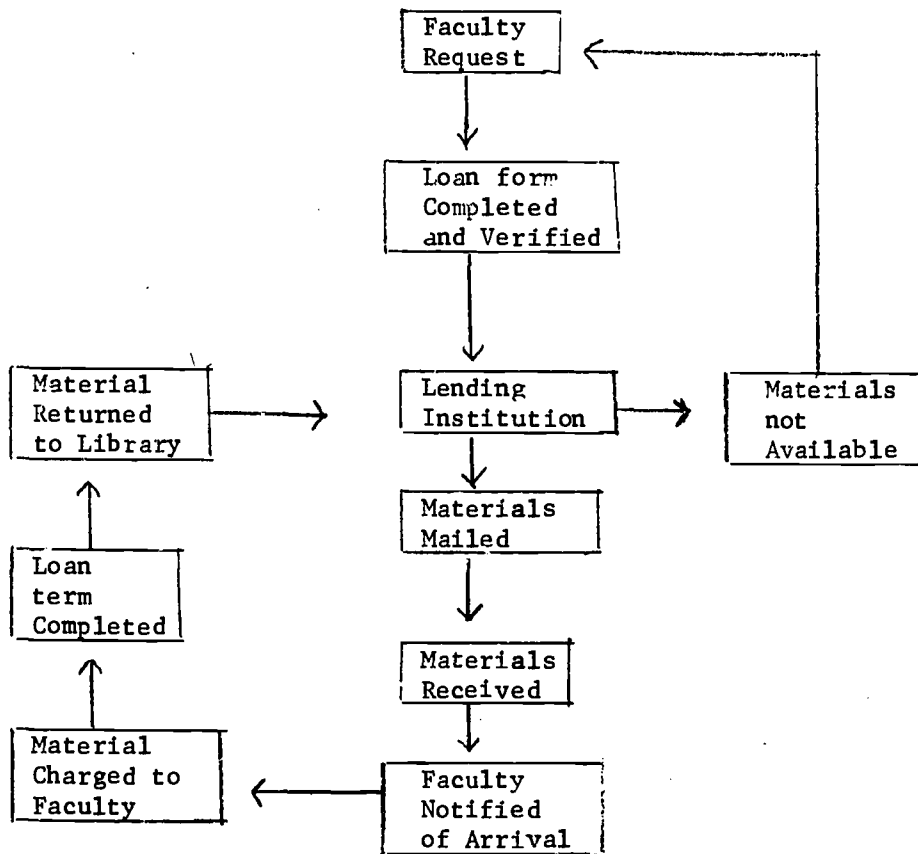 Faculty
Request
Loan form
Completed
and Verified
Material
Returned
to Library
Lending
Institution
Materials
not
Available
Materials
Mailed
Loan
term
Completed
Materials
Received
Material
Charged to
Faculty
Faculty
Notified
of Arrival